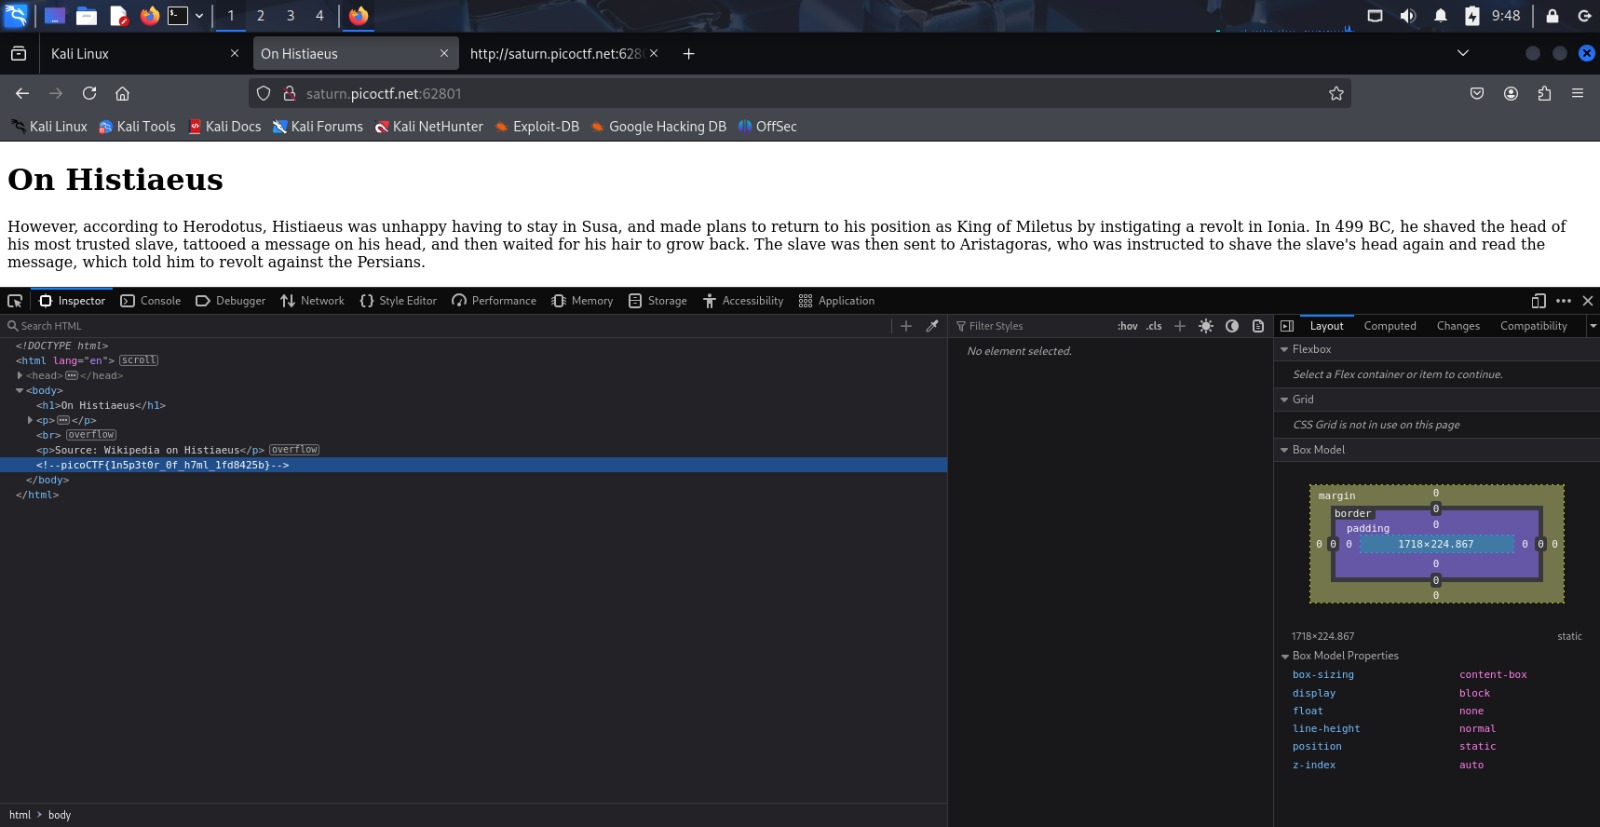 1 2 3 4 9:48
Kali Linux × On Histiaeus × http://saturn.picoctf.net:628 × +
saturn.picoctf.net:62801
Kali Linux Kali Tools Kali Docs Kali Forums Kali NetHunter Exploit-DB Google Hacking DB OffSec
On Histiaeus
However, according to Herodotus, Histiaeus was unhappy having to stay in Susa, and made plans to return to his position as King of Miletus by instigating a revolt in Ionia. In 499 BC, he shaved the head of
his most trusted slave, tattooed a message on his head, and then waited for his hair to grow back. The slave was then sent to Aristagoras, who was instructed to shave the slave's head again and read the
message, which told him to revolt against the Persians.
Inspector Console Debugger Network Style Editor Performance Memory Storage Accessibility Application
Search HTML
<!DOCTYPE html>
<html lang="en"> scroll
<head>⋯</head>
<body>
<h1>On Histiaeus</h1>
<p>⋯</p>
<br> overflow
<p>Source: Wikipedia on Histiaeus</p> overflow
<!--picoCTF{1n5p3t0r_0f_h7ml_1fd8425b}-->
</body>
</html>
html > body
Filter Styles :hov .cls +
No element selected.
Layout Computed Changes Compatibility
Flexbox
Select a Flex container or item to continue.
Grid
CSS Grid is not in use on this page
Box Model
margin 0
border 0
padding 0
0 0 0 1718×224.867 0 0 0
0
0
0
1718×224.867 static
Box Model Properties
box-sizing content-box
display block
float none
line-height normal
position static
z-index auto